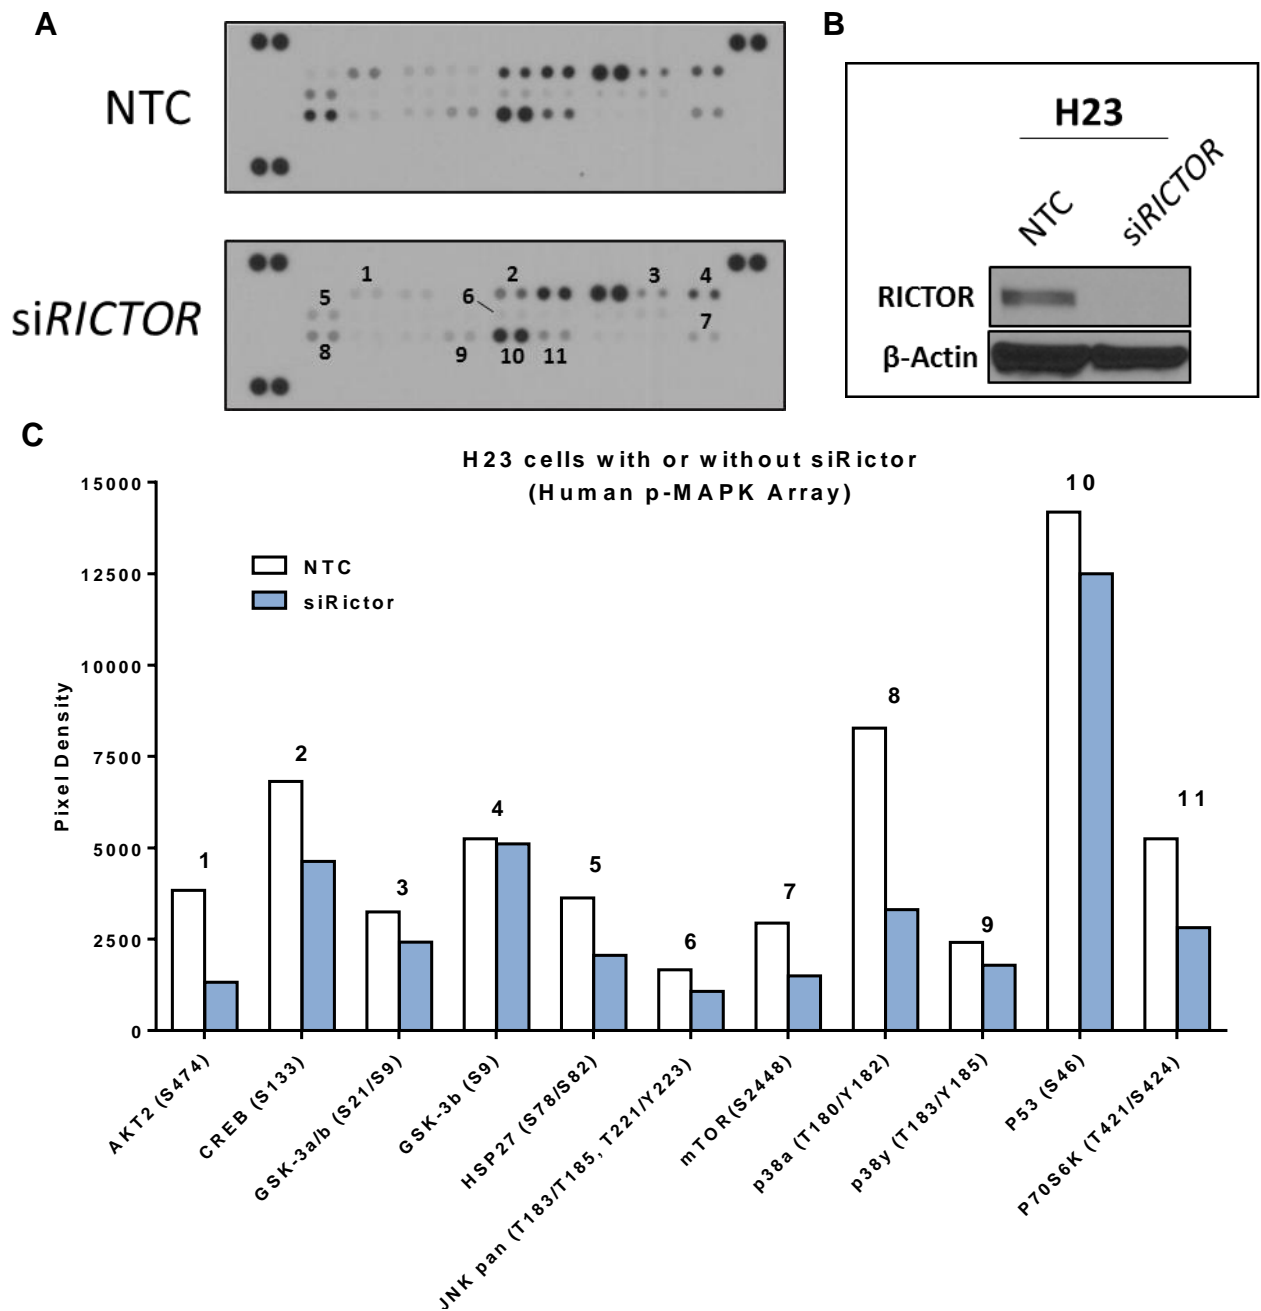 A
NTC
siRICTOR
1
2
3
4
5
6
7
8
9
10
11
B
H23
NTC
siRICTOR
RICTOR
β-Actin
C
H23 cells with or without siRictor
(Human p-MAPK Array)
NTC
siRictor
Pixel Density
15000
12500
10000
7500
5000
2500
0
1
2
3
4
5
6
7
8
9
10
11
AKT2 (S474)
CREB (S133)
GSK-3a/b (S21/S9)
GSK-3b (S9)
HSP27 (S78/S82)
JNK pan (T183/T185, T221/Y223)
mTOR(S2448)
p38a (T180/Y182)
p38y (T183/Y185)
P53 (S46)
P70S6K (T421/S424)